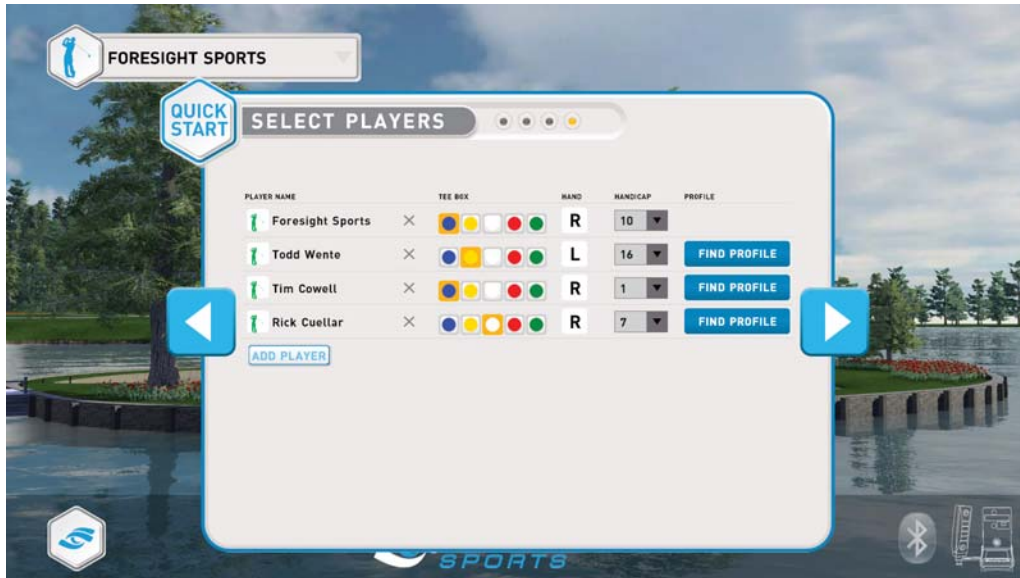 FORESIGHT SPORTS
QUICK START
SELECT PLAYERS
PLAYER NAME TEE BOX HAND HANDICAP PROFILE
Foresight Sports R 10
Todd Wente L 16 FIND PROFILE
Tim Cowell R 1 FIND PROFILE
Rick Cuellar R 7 FIND PROFILE
ADD PLAYER
SPORTS